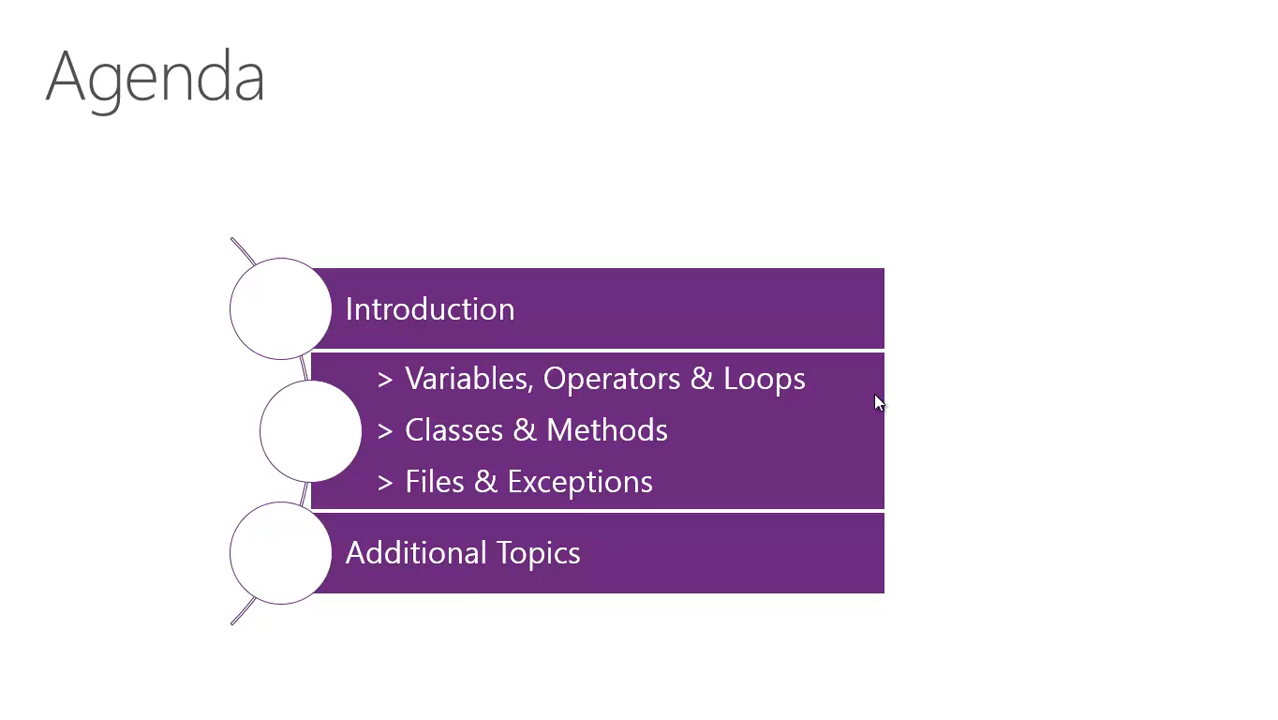 Agenda
Introduction
> Variables, Operators & Loops
> Classes & Methods
> Files & Exceptions
Additional Topics